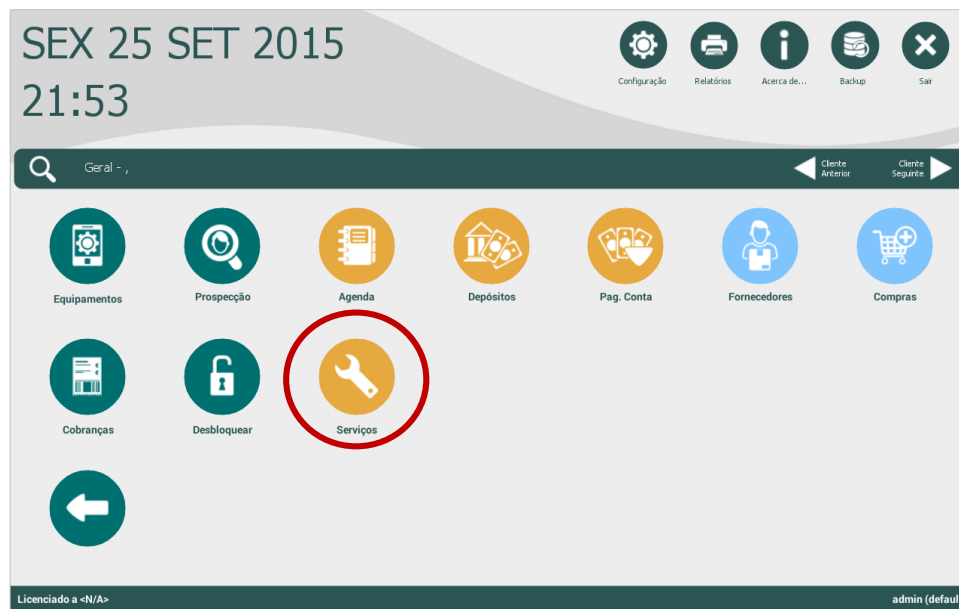 SEX 25 SET 2015
21:53
Configuração
Relatórios
Acerca de...
Backup
Sair
Geral - ,
Cliente
Anterior
Cliente
Seguinte
Equipamentos
Prospecção
Agenda
Depósitos
Pag. Conta
Fornecedores
Compras
Cobranças
Desbloquear
Serviços
Licenciado a <N/A>
admin (defaul